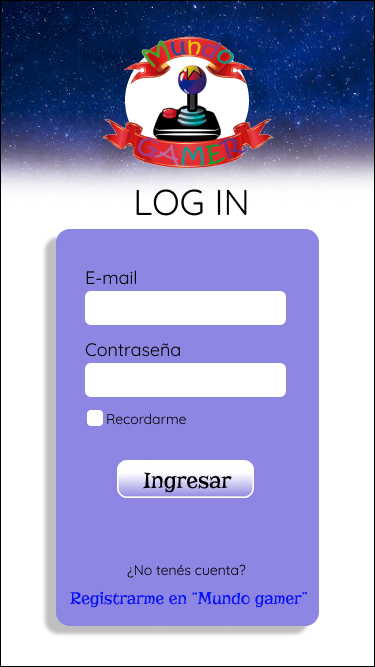 Mundo
GAMER
LOG IN
E-mail
Contraseña
Recordarme
Ingresar
¿No tenés cuenta?
Registrarme en "Mundo gamer"